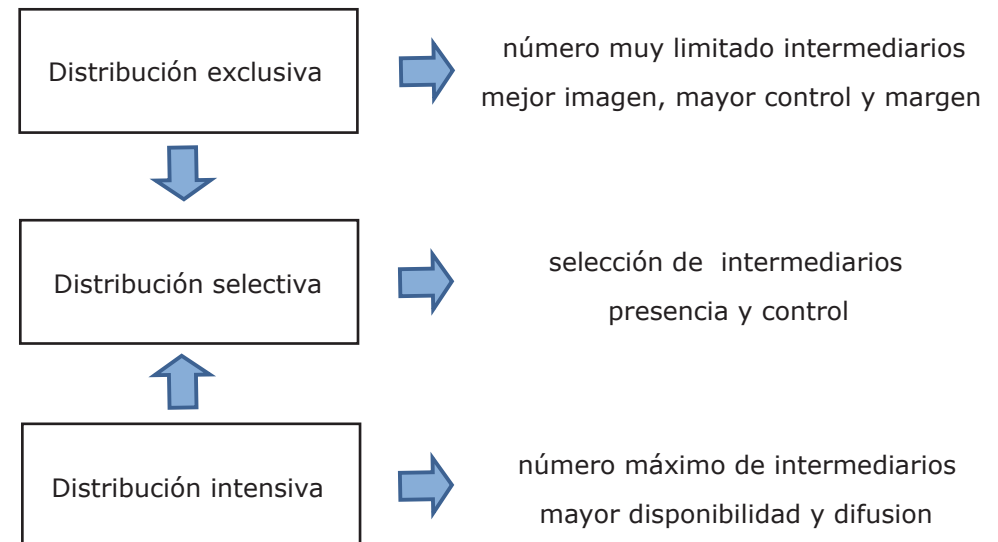 Distribución exclusiva
número muy limitado intermediarios
mejor imagen, mayor control y margen
Distribución selectiva
selección de intermediarios
presencia y control
Distribución intensiva
número máximo de intermediarios
mayor disponibilidad y difusion